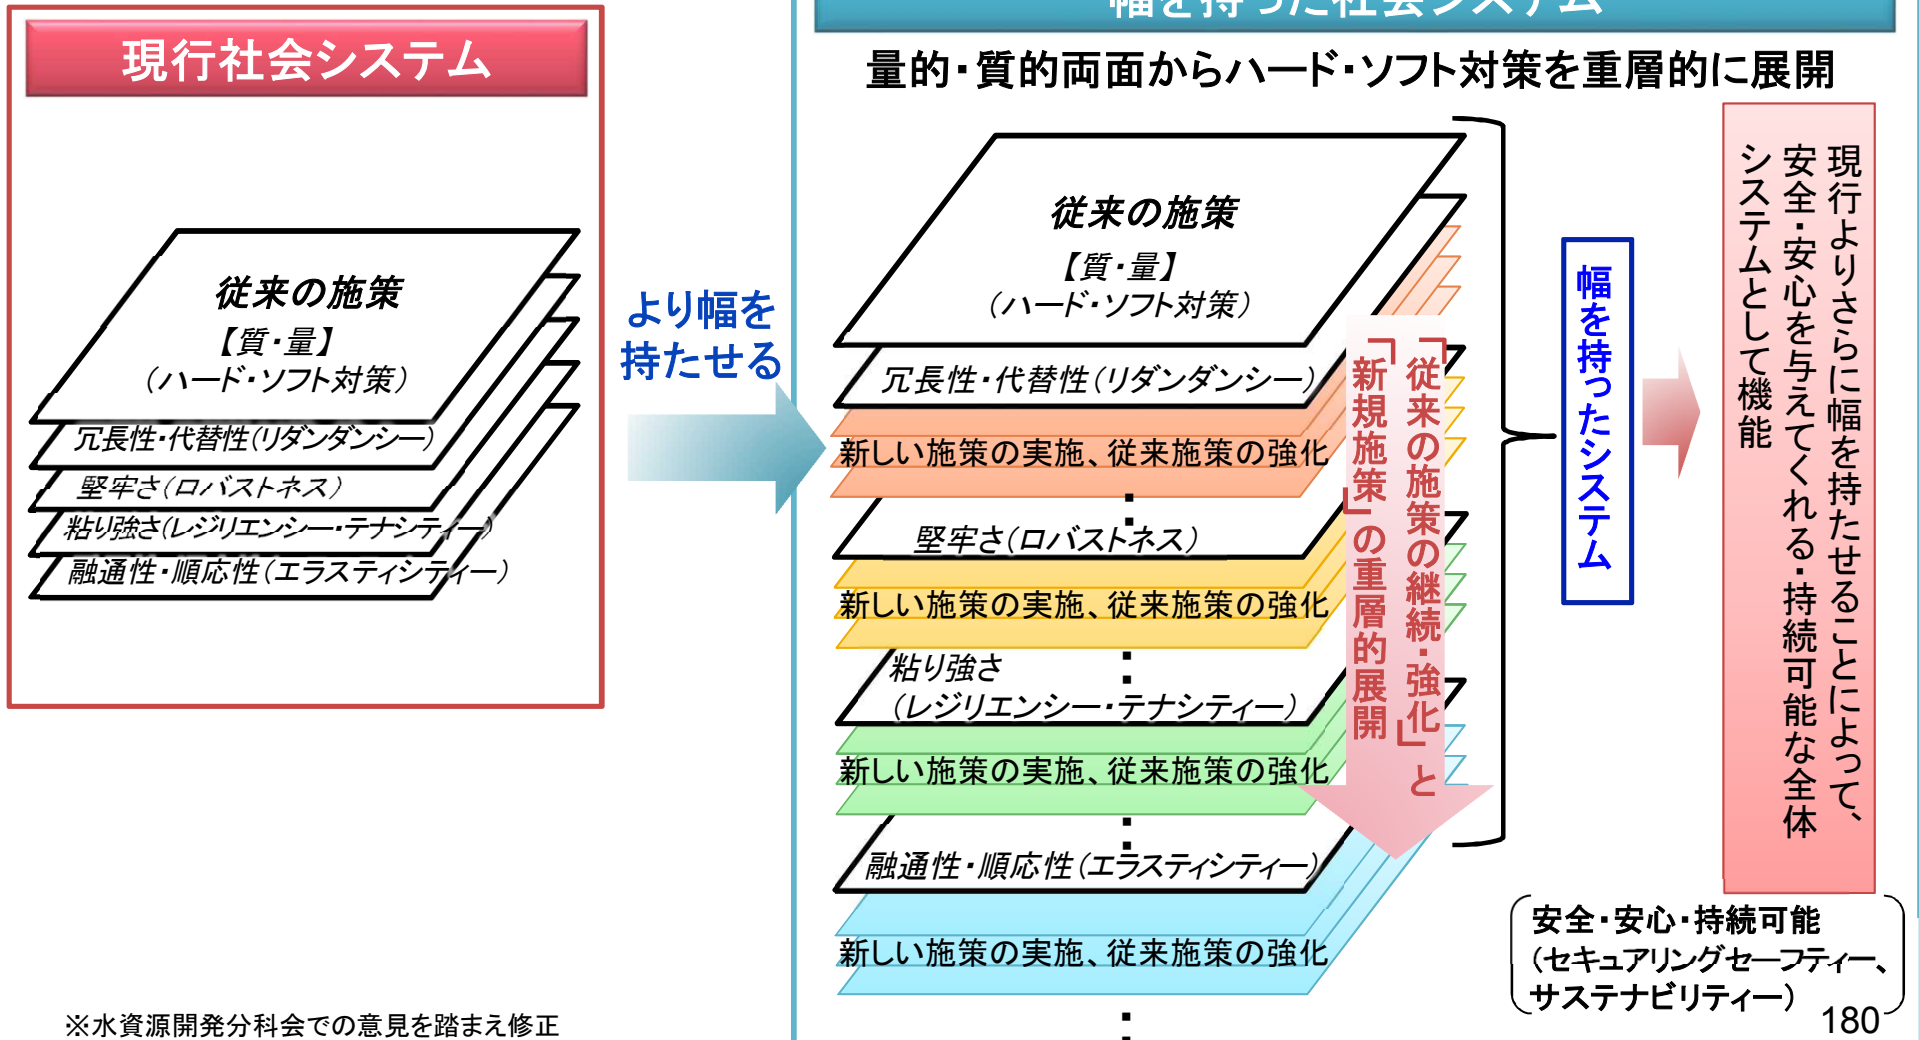 現行社会システム
従来の施策
【質・量】
（ハード・ソフト対策）
冗長性・代替性（リダンダンシー）
堅牢さ（ロバストネス）
粘り強さ（レジリエンシー・テナシティー）
融通性・順応性（エラスティシティー）
※水資源開発分科会での意見を踏まえ修正
より幅を
持たせる
幅を持った社会システム
量的・質的両面からハード・ソフト対策を重層的に展開
従来の施策
【質・量】
（ハード・ソフト対策）
冗長性・代替性（リダンダンシー）
新しい施策の実施、従来施策の強化
堅牢さ（ロバストネス）
新しい施策の実施、従来施策の強化
粘り強さ
（レジリエンシー・テナシティー）
新しい施策の実施、従来施策の強化
融通性・順応性（エラスティシティー）
新しい施策の実施、従来施策の強化
「従来の施策の継続・強化」と
「新規施策」の重層的展開
幅を持ったシステム
現行よりさらに幅を持たせることによって、
安全・安心を与えてくれる・持続可能な全体
システムとして機能
安全・安心・持続可能
（セキュアリングセーフティー、
サステナビリティー）
180